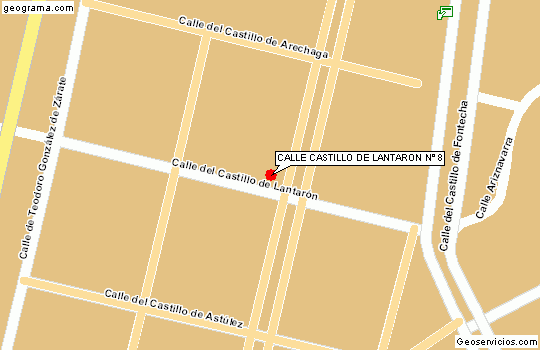 geograma.com
Calle del Castillo de Arechaga
Calle de Teodoro González de Zárate
CALLE CASTILLO DE LANTARON Nº 8
Calle del Castillo de Lantarón
Calle del Castillo de Fontecha
Calle Ariznavarra
Calle del Castillo de Astúlez
Geoservicios.com